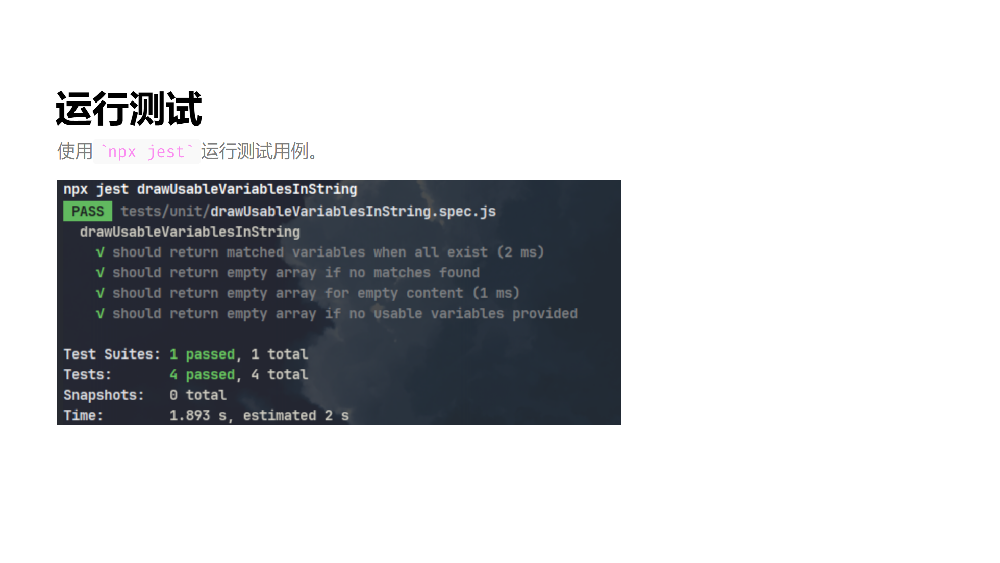 运行测试
使用`npx jest`运行测试用例。
npx jest drawUsableVariablesInString
PASS tests/unit/drawUsableVariablesInString.spec.js
drawUsableVariablesInString
√ should return matched variables when all exist (2 ms)
√ should return empty array if no matches found
√ should return empty array for empty content (1 ms)
√ should return empty array if no usable variables provided
Test Suites: 1 passed, 1 total
Tests: 4 passed, 4 total
Snapshots: 0 total
Time: 1.893 s, estimated 2 s